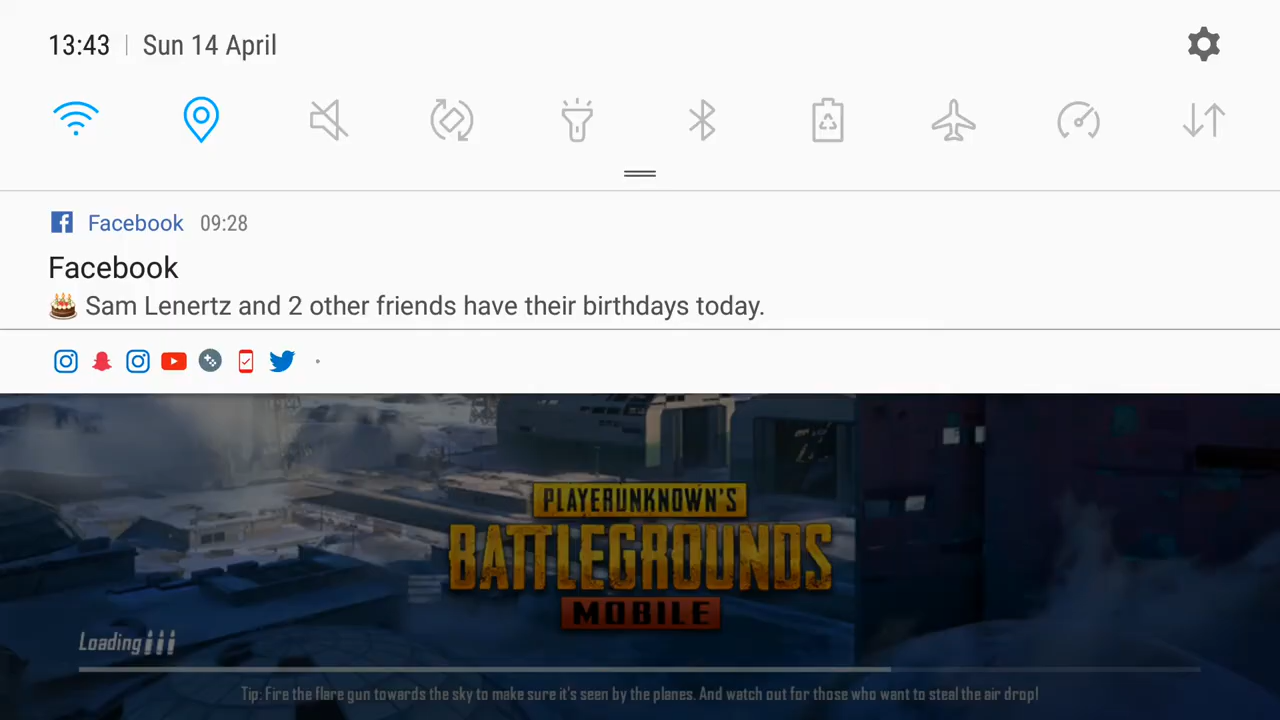 13:43 | Sun 14 April
Facebook 09:28
Facebook
🎂 Sam Lenertz and 2 other friends have their birthdays today.
PLAYERUNKNOWN'S
BATTLEGROUNDS
MOBILE
Loading
Tip: Fire the flare gun towards the sky to make sure it's seen by the planes. And watch out for those who want to steal the air drop!